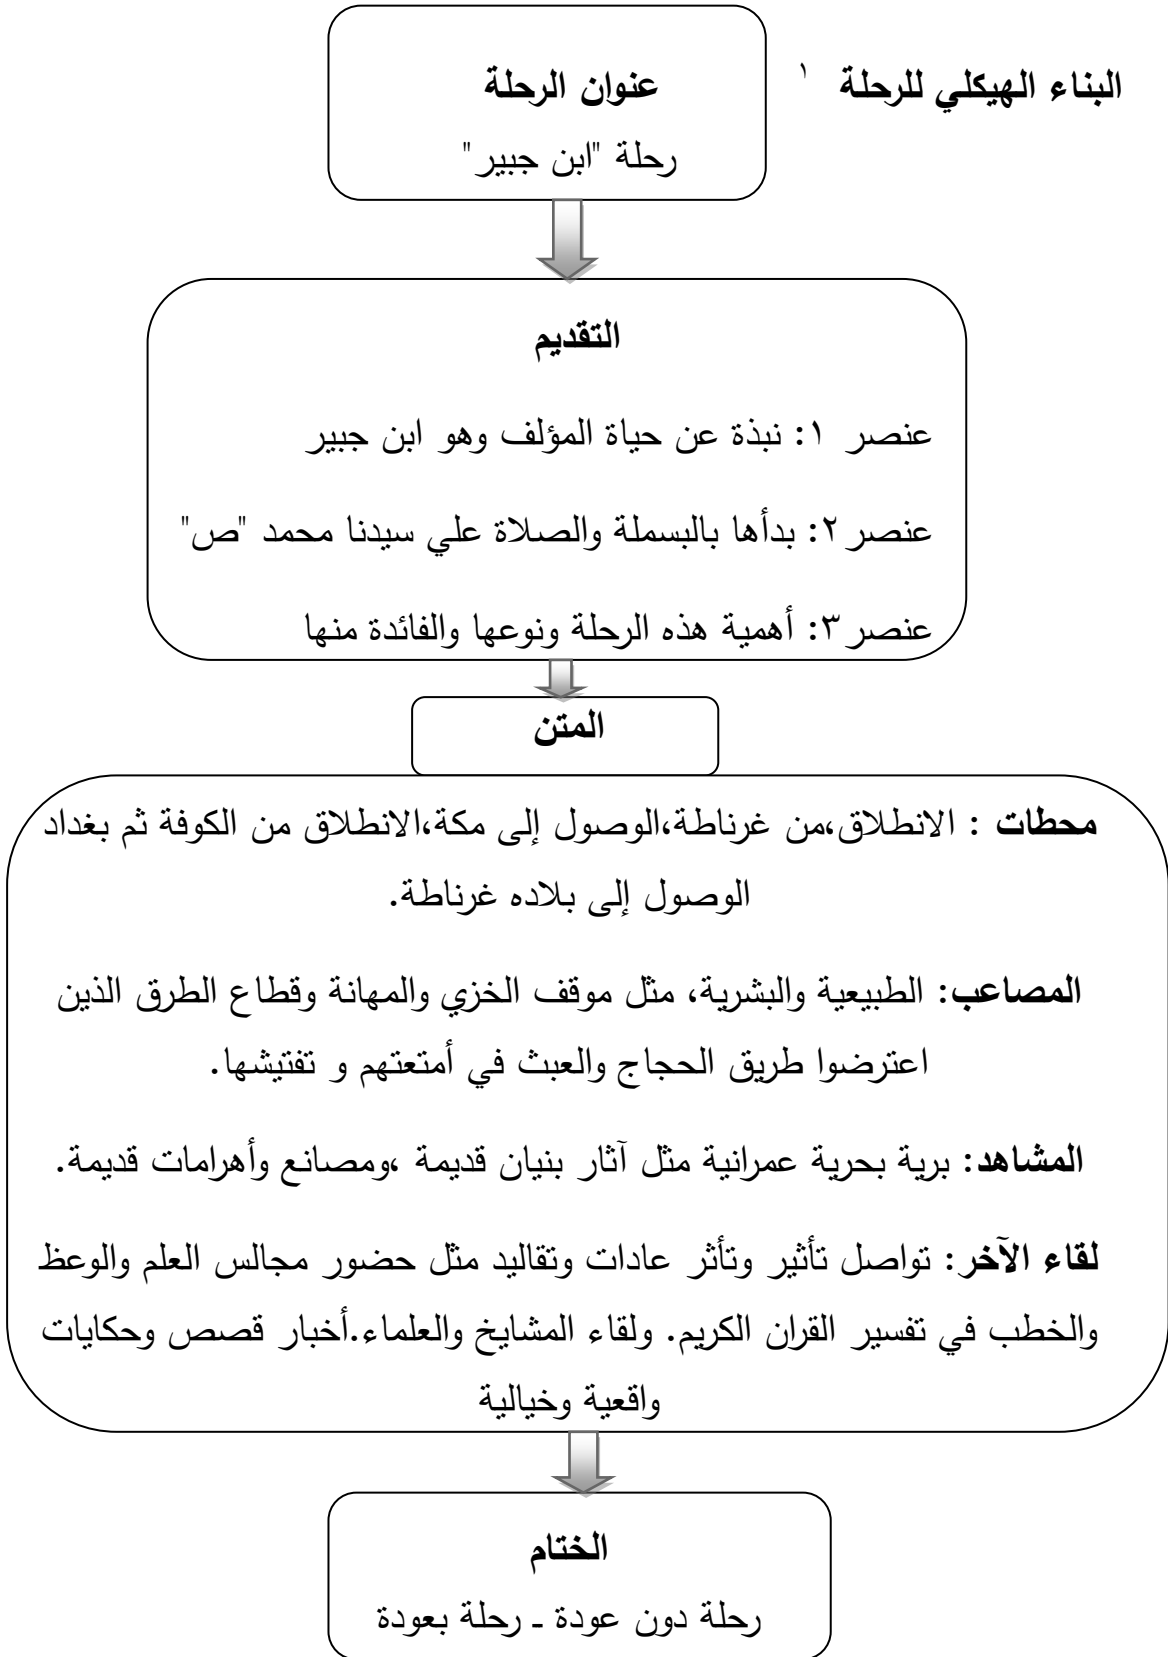 البناء الهيكلي للرحلة ١
عنوان الرحلة
رحلة "ابن جبير"
التقديم
عنصر ١: نبذة عن حياة المؤلف وهو ابن جبير
عنصر ٢: بدأها بالبسملة والصلاة علي سيدنا محمد "ص"
عنصر ٣: أهمية هذه الرحلة ونوعها والفائدة منها
المتن
محطات : الانطلاق،من غرناطة،الوصول إلى مكة،الانطلاق من الكوفة ثم بغداد
الوصول إلى بلاده غرناطة.
المصاعب: الطبيعية والبشرية، مثل موقف الخزي والمهانة وقطاع الطرق الذين
اعترضوا طريق الحجاج والعبث في أمتعتهم و تفتيشها.
المشاهد: برية بحرية عمرانية مثل آثار بنيان قديمة ،ومصانع وأهرامات قديمة.
لقاء الآخر: تواصل تأثير وتأثر عادات وتقاليد مثل حضور مجالس العلم والوعظ
والخطب في تفسير القران الكريم. ولقاء المشايخ والعلماء.أخبار قصص وحكايات
واقعية وخيالية
الختام
رحلة دون عودة ـ رحلة بعودة